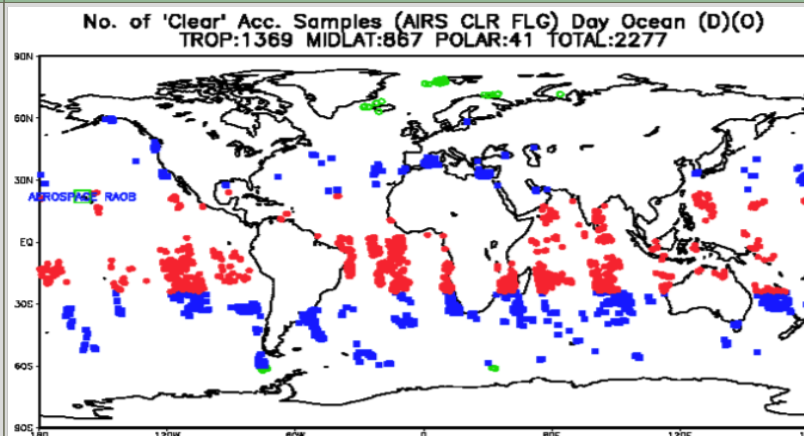 No. of 'Clear' Acc. Samples (AIRS CLR FLG) Day Ocean (D)(O)
TROP:1369 MIDLAT:867 POLAR:41 TOTAL:2277
90N
60N
30N
AEROSPACE RAOB
EQ
30S
60S
90S
180 120W 60W 0 60E 120E